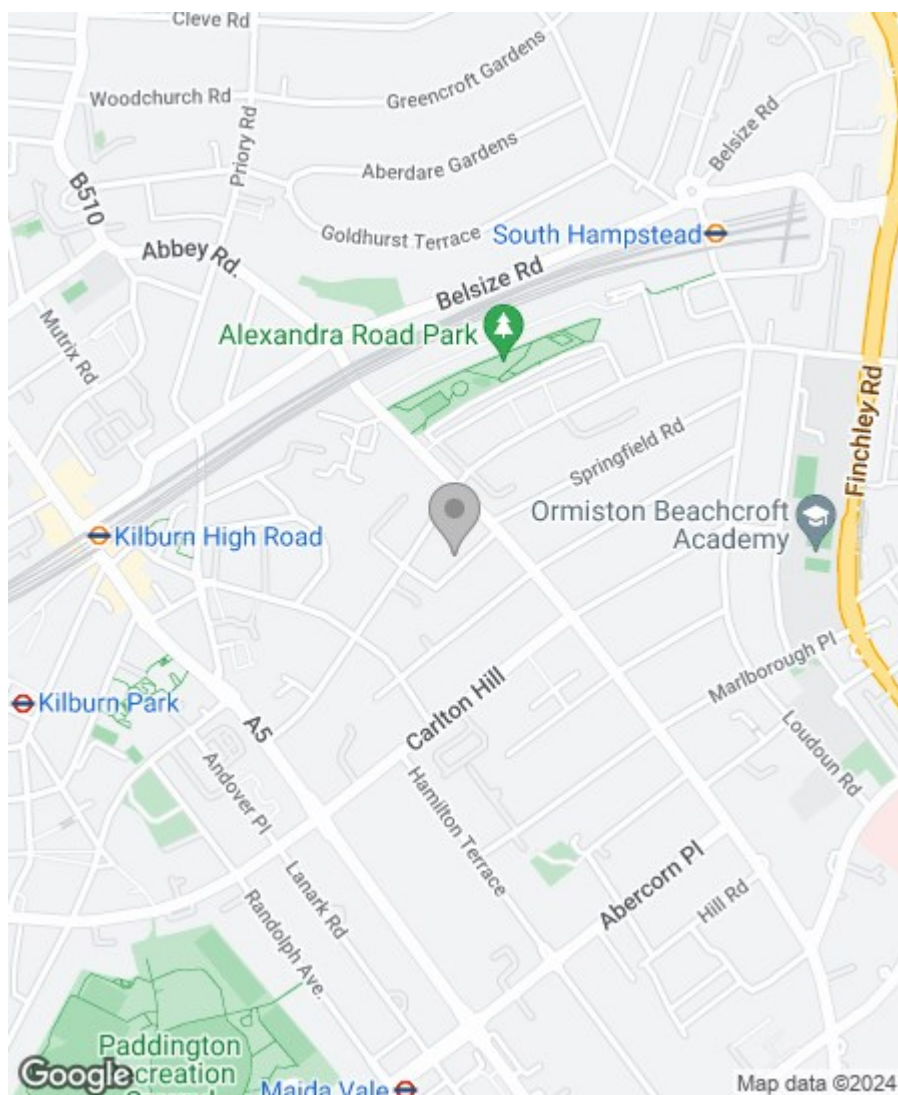 Cleve Rd
Greencroft Gardens
Woodchurch Rd
Priory Rd
Belsize Rd
Aberdare Gardens
B510
Goldhurst Terrace
South Hampstead
Abbey Rd.
Belsize Rd
Mutrix Rd
Alexandra Road Park
Finchley Rd
Springfield Rd
Ormiston Beachcroft
Academy
Kilburn High Road
Marlborough Pl
Carlton Hill
Kilburn Park
A5
Loudoun Rd
Andover Pl
Hamilton Terrace
Abercorn Pl
Lanark Rd
Hill Rd
Randolph Ave.
Paddington
Maida Vale
Google
Map data ©2024